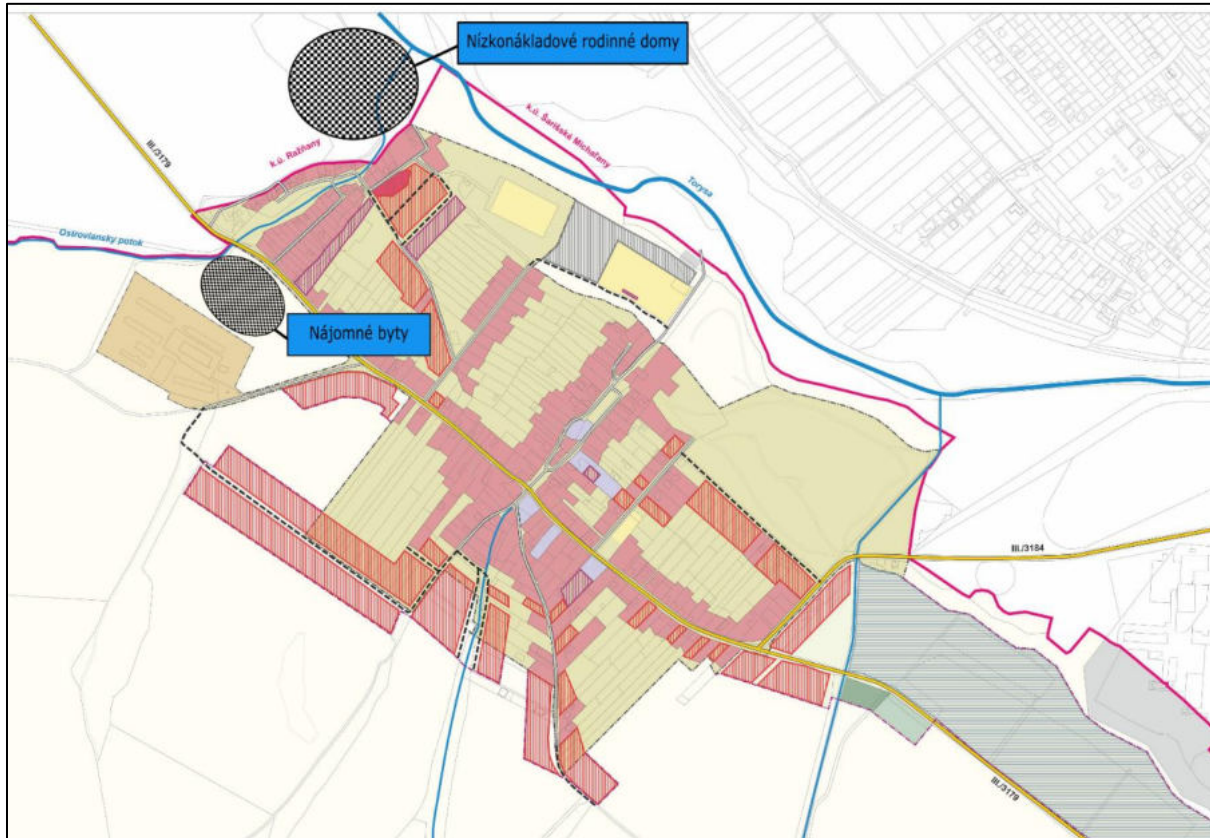 Nízkonákladové rodinné domy
k.ú. Šarišské Michaľany
III./3179
k.ú. Ražňany
Torysa
Ostroviansky potok
Nájomné byty
III./3184
III./3179